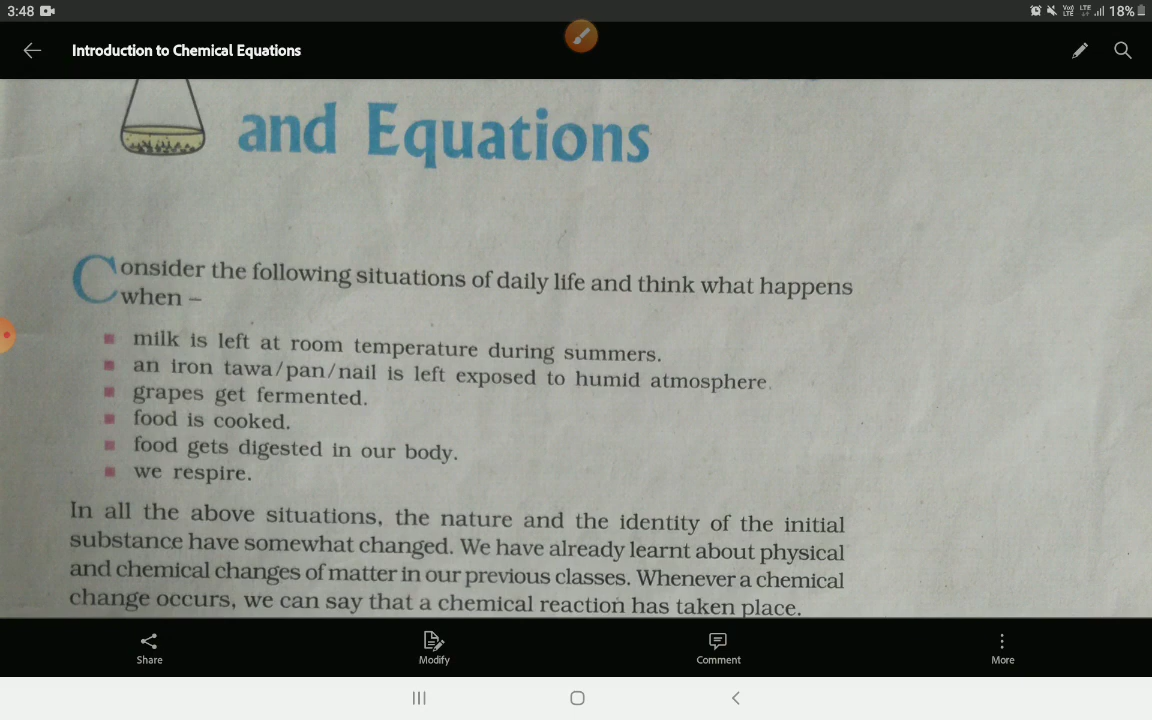 3:48
Vo) LTE LTE 18%
Introduction to Chemical Equations
and Equations
Consider the following situations of daily life and think what happens
when –
milk is left at room temperature during summers.
an iron tawa/pan/nail is left exposed to humid atmosphere.
grapes get fermented.
food is cooked.
food gets digested in our body.
we respire.
In all the above situations, the nature and the identity of the initial
substance have somewhat changed. We have already learnt about physical
and chemical changes of matter in our previous classes. Whenever a chemical
change occurs, we can say that a chemical reaction has taken place.
Share
Modify
Comment
More